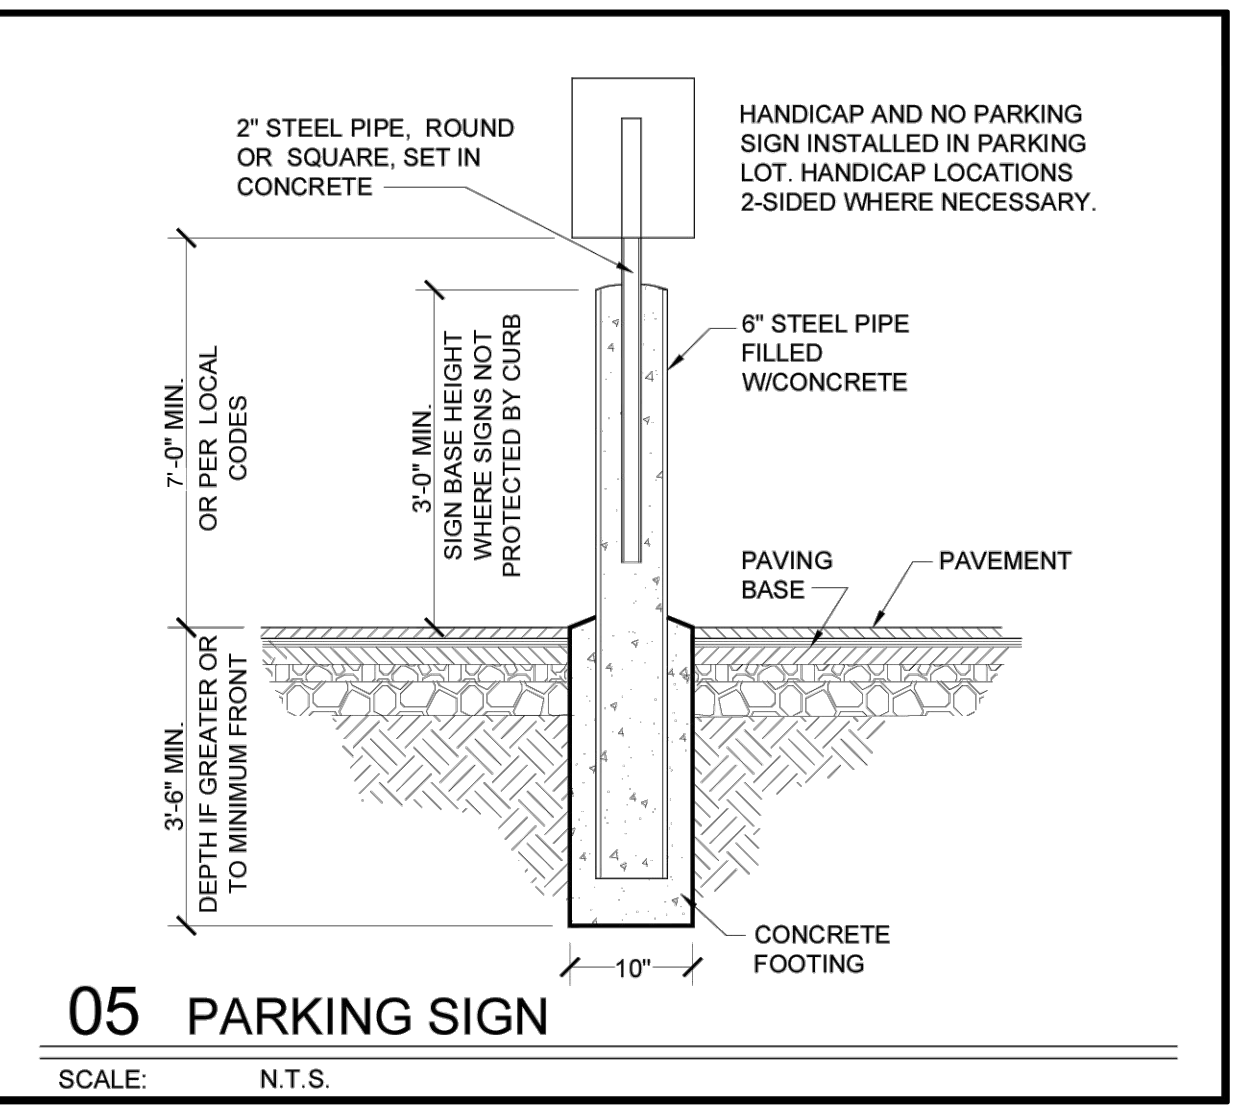 2" STEEL PIPE, ROUND
OR SQUARE, SET IN
CONCRETE
HANDICAP AND NO PARKING
SIGN INSTALLED IN PARKING
LOT. HANDICAP LOCATIONS
2-SIDED WHERE NECESSARY.
6" STEEL PIPE
FILLED
W/CONCRETE
7'-0" MIN.
OR PER LOCAL
CODES
3'-0" MIN.
SIGN BASE HEIGHT
WHERE SIGNS NOT
PROTECTED BY CURB
PAVING
BASE
PAVEMENT
3'-6" MIN.
DEPTH IF GREATER OR
TO MINIMUM FRONT
CONCRETE
FOOTING
10"
05 PARKING SIGN
SCALE: N.T.S.